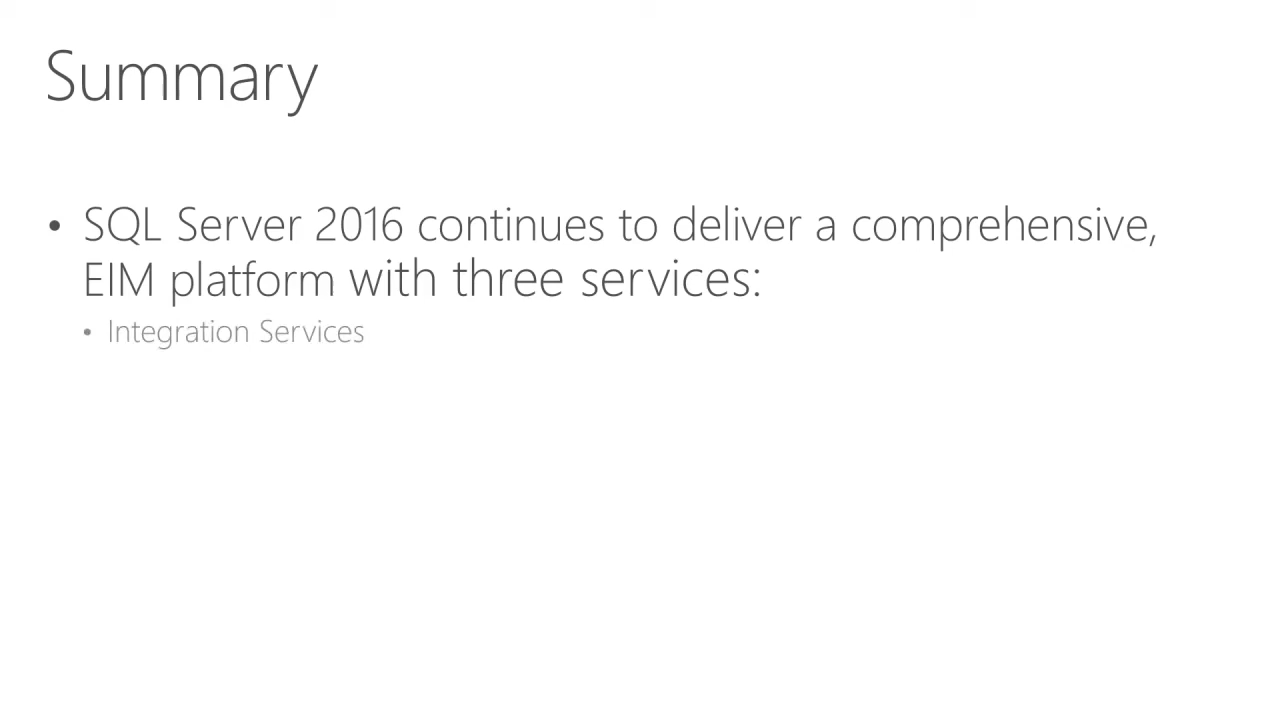 Summary
• SQL Server 2016 continues to deliver a comprehensive,
EIM platform with three services:
• Integration Services